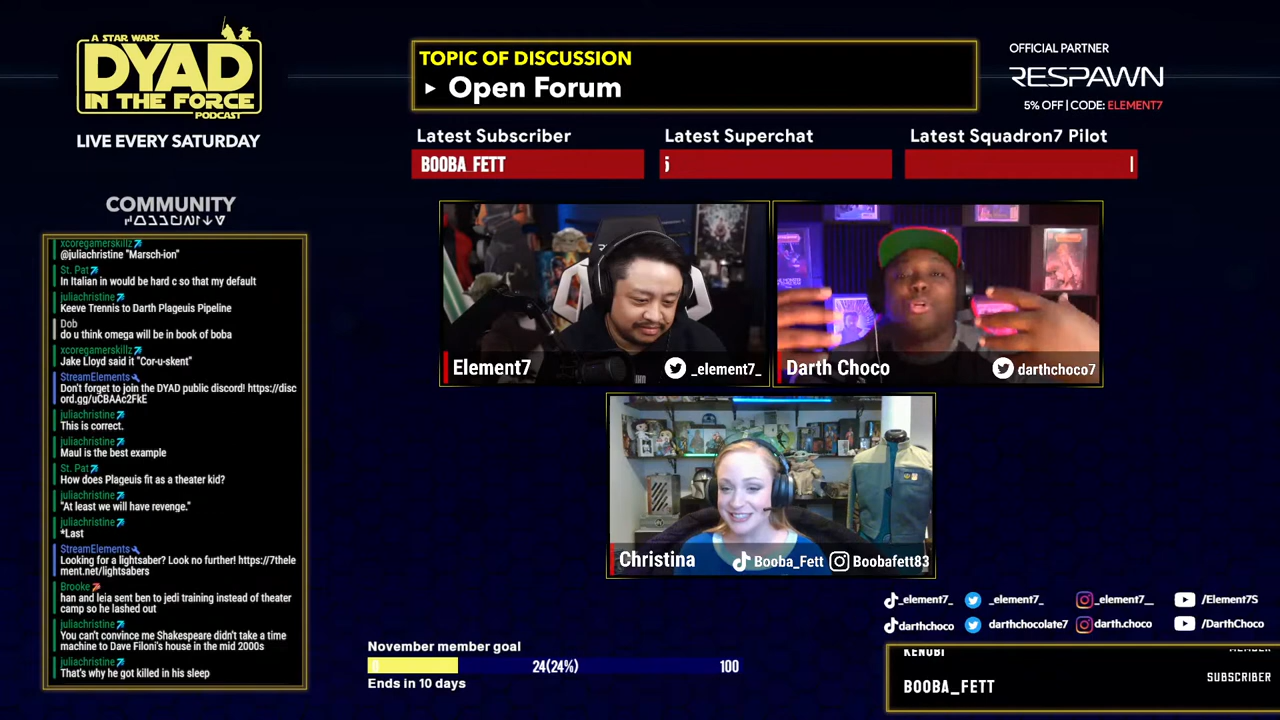 A STAR WARS
DYAD
IN THE FORCE
PODCAST
LIVE EVERY SATURDAY
TOPIC OF DISCUSSION
▸ Open Forum
OFFICIAL PARTNER
RESPAWN
5% OFF | CODE: ELEMENT7
Latest Subscriber
BOOBA_FETT
Latest Superchat
Latest Squadron7 Pilot
COMMUNITY
xcoregamerskillz
@juliachristine "Marsch-ion"
St. Pat
In Italian in would be hard c so that my default
juliachristine
Keeve Trennis to Darth Plageuis Pipeline
Dob
do u think omega will be in book of boba
xcoregamerskillz
Jake Lloyd said it "Cor-u-skent"
StreamElements
Don't forget to join the DYAD public discord! https://disc
ord.gg/uCBAAc2FkE
juliachristine
This is correct.
juliachristine
Maul is the best example
St. Pat
How does Plageuis fit as a theater kid?
juliachristine
"At least we will have revenge."
juliachristine
*Last
StreamElements
Looking for a lightsaber? Look no further! https://7thele
ment.net/lightsabers
Brooke
han and leia sent ben to jedi training instead of theater
camp so he lashed out
juliachristine
You can't convince me Shakespeare didn't take a time
machine to Dave Filoni's house in the mid 2000s
juliachristine
That's why he got killed in his sleep
Element7
_element7_
Darth Choco
darthchoco7
Christina
Booba_Fett
Boobafett83
November member goal
0
24(24%)
100
Ends in 10 days
_element7_
_element7_
_element7__
/Element7S
darthchoco
darthchocolate7
darth.choco
/DarthChoco
KENOBI
MEMBER
BOOBA_FETT
SUBSCRIBER